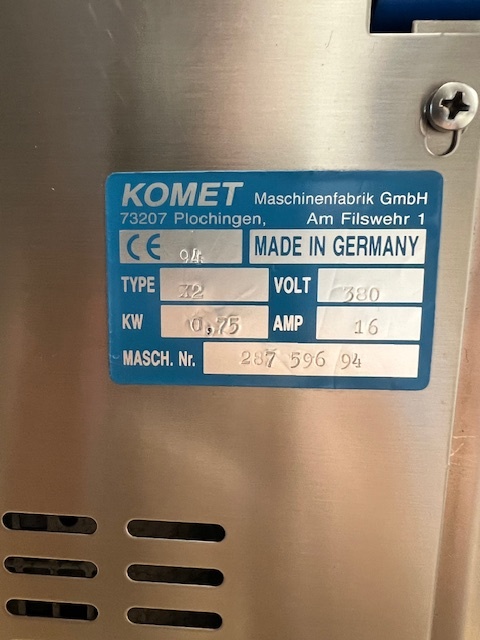 KOMET Maschinenfabrik GmbH
73207 Plochingen, Am Filswehr 1
CE 94 MADE IN GERMANY
TYPE X2 VOLT 380
KW 0,75 AMP 16
MASCH. Nr. 287 596 94